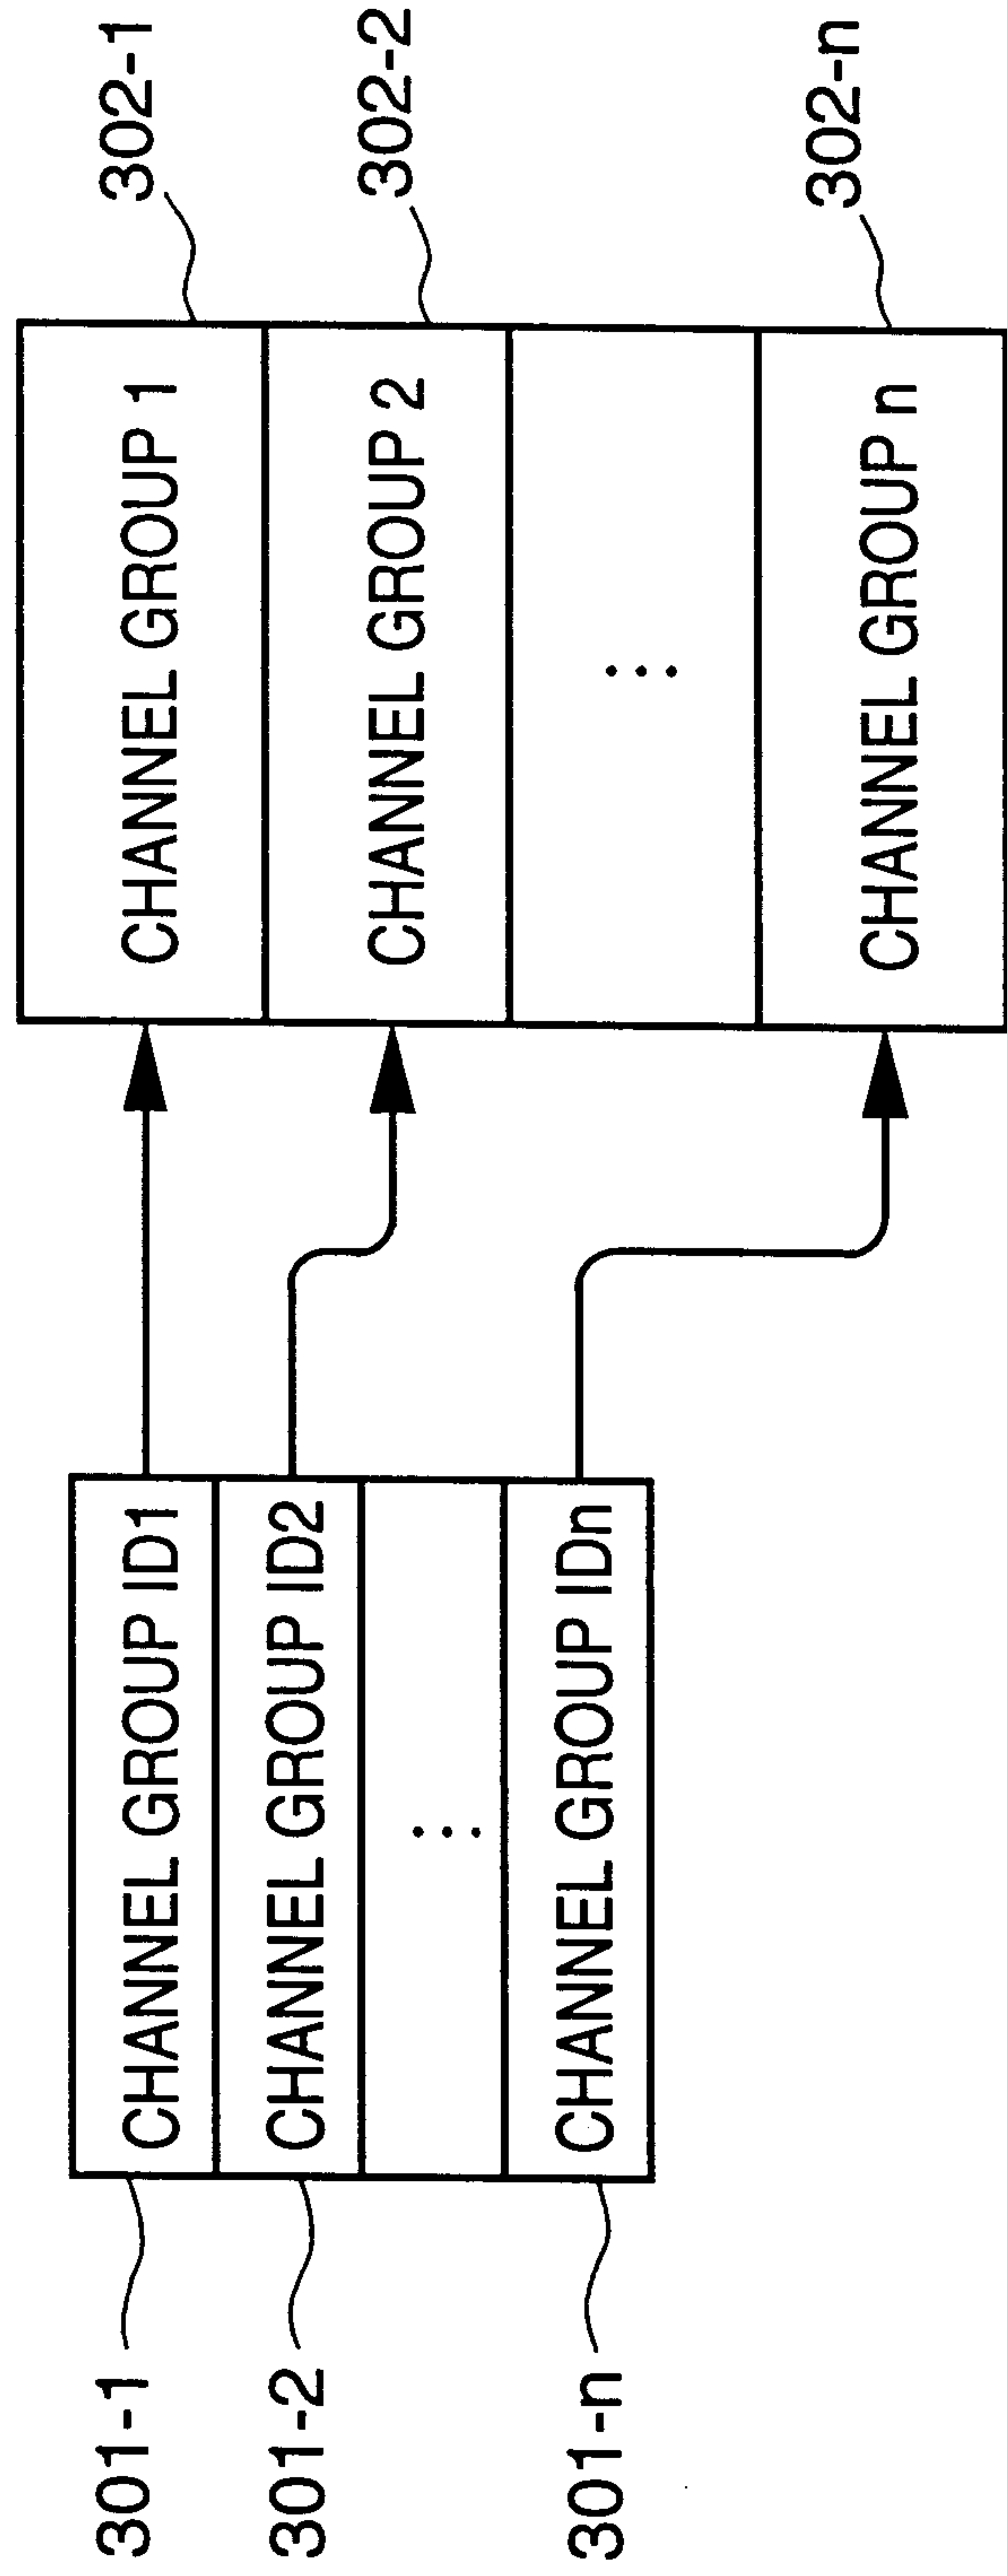 301-1
CHANNEL GROUP ID1
301-2
CHANNEL GROUP ID2
...
301-n
CHANNEL GROUP IDn
CHANNEL GROUP 1
302-1
CHANNEL GROUP 2
302-2
...
CHANNEL GROUP n
302-n